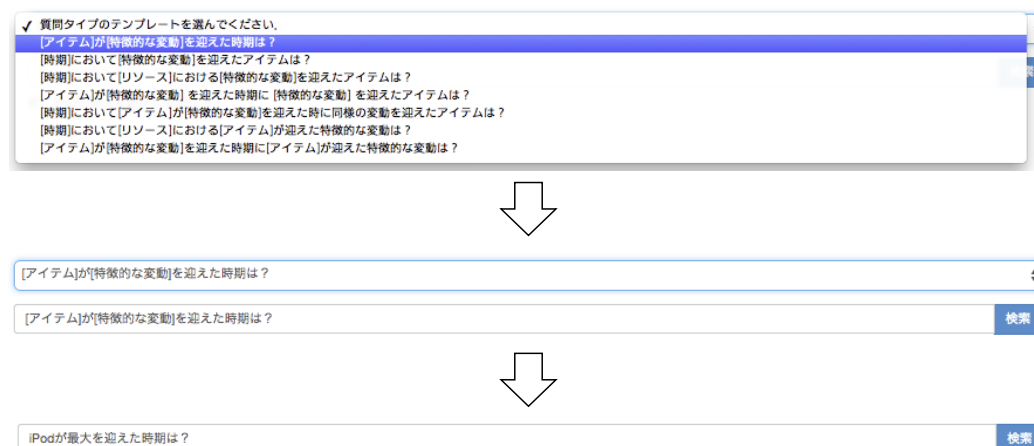 ✓ 質問タイプのテンプレートを選んでください.
[アイテム]が[特徴的な変動]を迎えた時期は？
[時期]において[特徴的な変動]を迎えたアイテムは？
[時期]において[リソース]における[特徴的な変動]を迎えたアイテムは？
[アイテム]が[特徴的な変動] を迎えた時期に [特徴的な変動] を迎えたアイテムは？
[時期]において[アイテム]が[特徴的な変動]を迎えた時に同様の変動を迎えたアイテムは？
[時期]において[リソース]における[アイテム]が迎えた特徴的な変動は？
[アイテム]が[特徴的な変動]を迎えた時期に[アイテム]が迎えた特徴的な変動は？
[アイテム]が[特徴的な変動]を迎えた時期は？
[アイテム]が[特徴的な変動]を迎えた時期は？ 検索
iPodが最大を迎えた時期は？ 検索